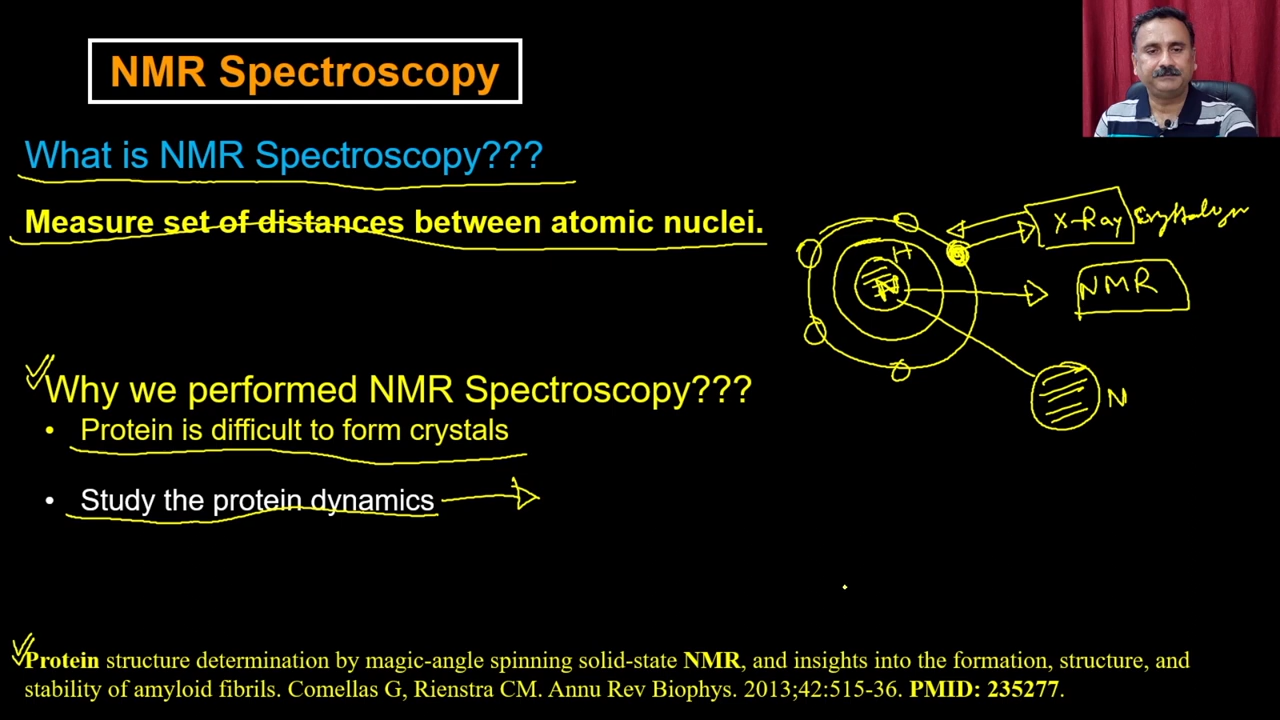 NMR Spectroscopy
What is NMR Spectroscopy???
Measure set of distances between atomic nuclei.
X-Ray
H
N
NMR
N
Why we performed NMR Spectroscopy???
• Protein is difficult to form crystals
• Study the protein dynamics
Protein structure determination by magic-angle spinning solid-state NMR, and insights into the formation, structure, and
stability of amyloid fibrils. Comellas G, Rienstra CM. Annu Rev Biophys. 2013;42:515-36. PMID: 235277.